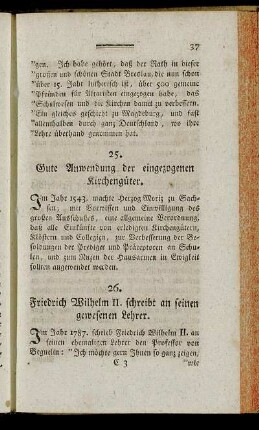 37
"gen. Ich habe gehört, daß der Rath in dieser
"großen und schönen Stadt Breslau, die nun schon
"über 15. Jahr lutherisch ist, über 200 gemeine
"Pfründen für Altaristen eingezogen habe, das
"Schulwesen und die Kirchen damit zu verbessern.
"Ein gleiches geschieht zu Magdeburg, und fast
"allenthalben durch ganz Deutschland, wo ihre
"Lehre überhand genommen hat.
25.
Gute Anwendung der eingezogenen
Kirchengüter.
Im Jahr 1543. machte Herzog Moriz zu Sach-
sen, mit Vorwissen und Einwilligung des
großen Ausschußes, eine allgemeine Verordnung,
daß alle Einkünfte von erledigten Kirchengütern,
Klöstern und Collegien, zur Verbesserung der Be-
soldungen der Prediger und Präceptoren an Schu-
len, und zum Nuzen der Hausarmen in Ewigkeit
sollten angewendet werden.
26.
Friedrich Wilhelm II. schreibt an seinen
gewesenen Lehrer.
Im Jahr 1787. schrieb Friedrich Wilhelm II. an
seinen ehemaligen Lehrer den Professor von
Beguelin: "Ich möchte gern Ihnen so ganz zeigen,
C 3 "wie